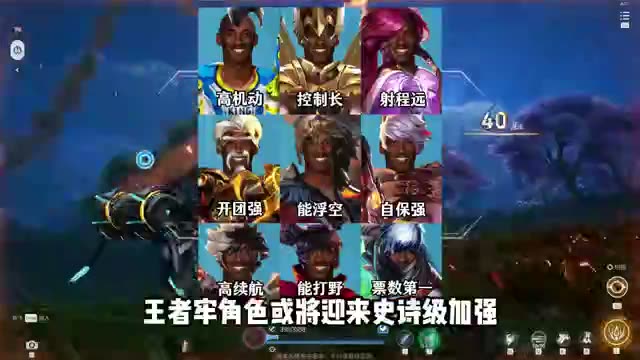 高机动 控制长 射程远
40
开团强 能浮空 自保强
高续航 能打野 票数第一
王者牢角色或將迎来史诗级加强